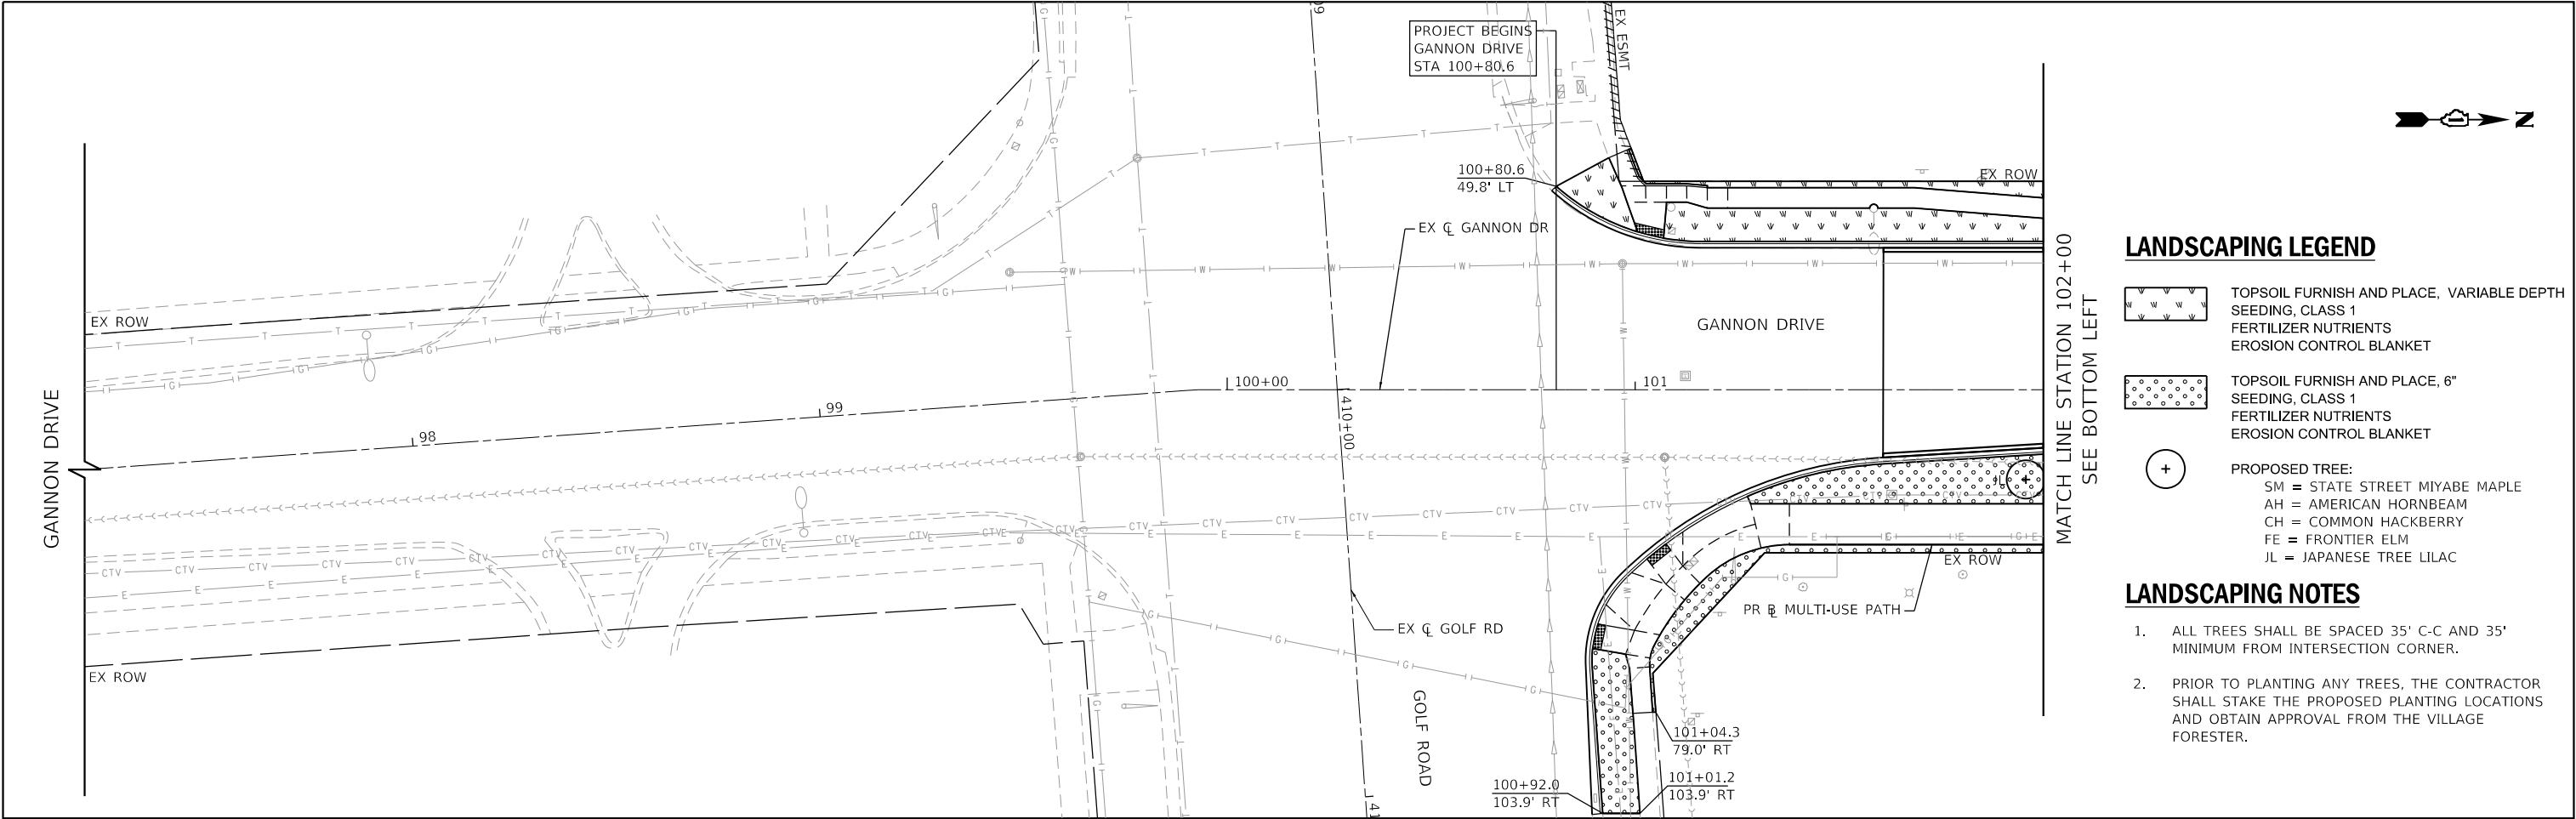 PROJECT BEGINS
GANNON DRIVE
STA 100+80.6
EX ESMT
N
100+80.6
49.8' LT
EX ROW
EX ℄ GANNON DR
EX ROW
GANNON DRIVE
GANNON DRIVE
98
99
100+00
101
410+00
EX ROW
EX ℄ GOLF RD
GOLF ROAD
JL
EX ROW
PR ⅊ MULTI-USE PATH
101+04.3
79.0' RT
100+92.0
103.9' RT
101+01.2
103.9' RT
MATCH LINE STATION 102+00
SEE BOTTOM LEFT
LANDSCAPING LEGEND
TOPSOIL FURNISH AND PLACE, VARIABLE DEPTH
SEEDING, CLASS 1
FERTILIZER NUTRIENTS
EROSION CONTROL BLANKET
TOPSOIL FURNISH AND PLACE, 6"
SEEDING, CLASS 1
FERTILIZER NUTRIENTS
EROSION CONTROL BLANKET
PROPOSED TREE:
SM = STATE STREET MIYABE MAPLE
AH = AMERICAN HORNBEAM
CH = COMMON HACKBERRY
FE = FRONTIER ELM
JL = JAPANESE TREE LILAC
LANDSCAPING NOTES
1. ALL TREES SHALL BE SPACED 35' C-C AND 35'
MINIMUM FROM INTERSECTION CORNER.
2. PRIOR TO PLANTING ANY TREES, THE CONTRACTOR
SHALL STAKE THE PROPOSED PLANTING LOCATIONS
AND OBTAIN APPROVAL FROM THE VILLAGE
FORESTER.